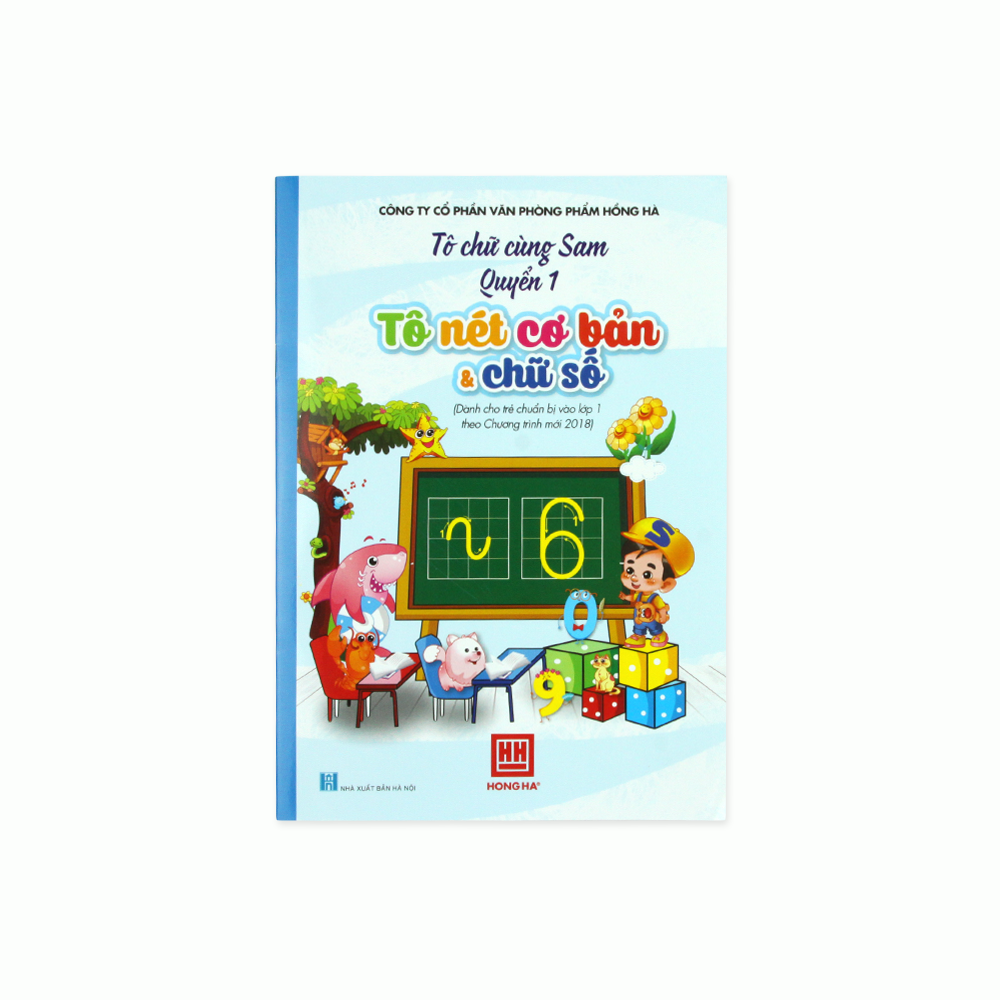 CÔNG TY CỔ PHẦN VĂN PHÒNG PHẨM HỒNG HÀ
Tô chữ cùng Sam
Quyển 1
Tô nét cơ bản
& chữ số
(Dành cho trẻ chuẩn bị vào lớp 1
theo Chương trình mới 2018)
1 1
6
S
0
9
HH
HONG HA®
NHÀ XUẤT BẢN HÀ NỘI